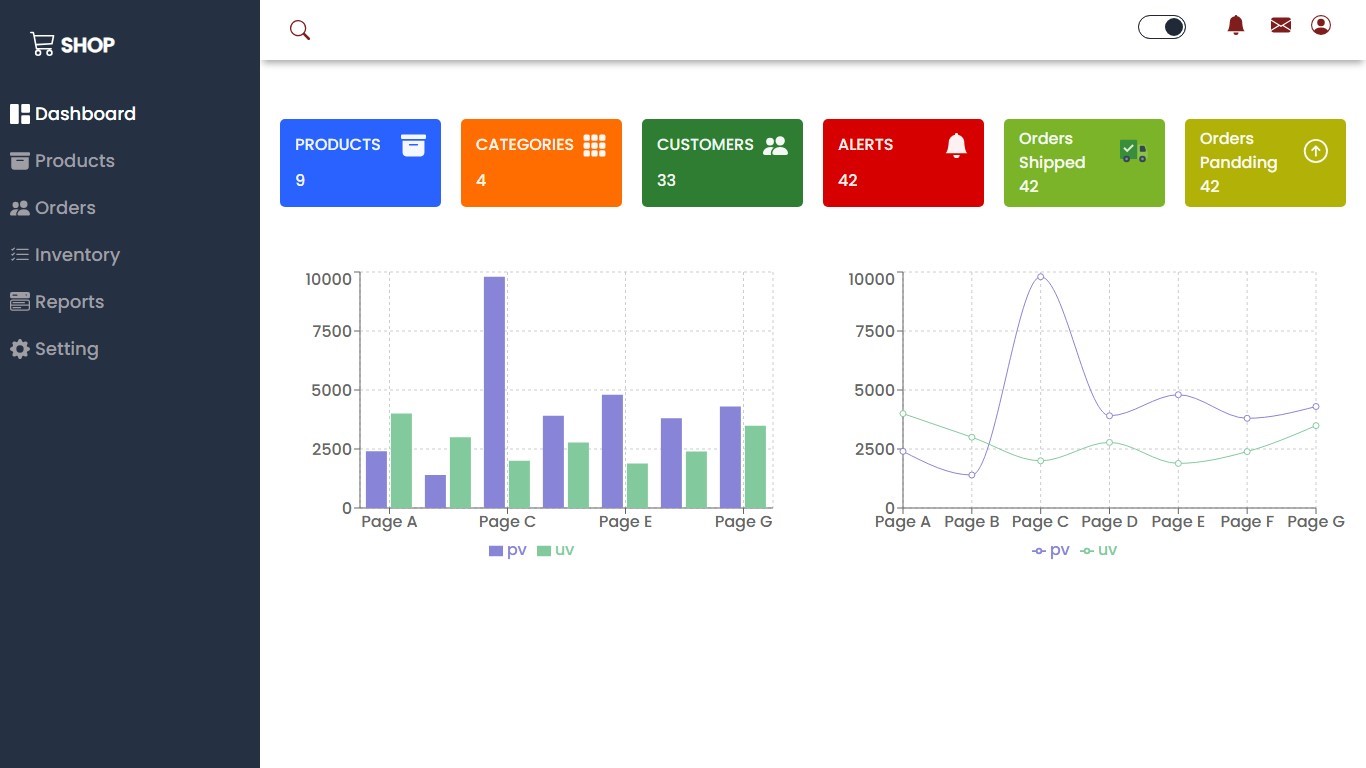 SHOP
Dashboard
Products
Orders
Inventory
Reports
Setting
PRODUCTS
9
CATEGORIES
4
CUSTOMERS
33
ALERTS
42
Orders
Shipped
42
Orders
Pandding
42
10000
7500
5000
2500
0
Page A Page C Page E Page G
pv uv
10000
7500
5000
2500
0
Page A Page B Page C Page D Page E Page F Page G
pv uv